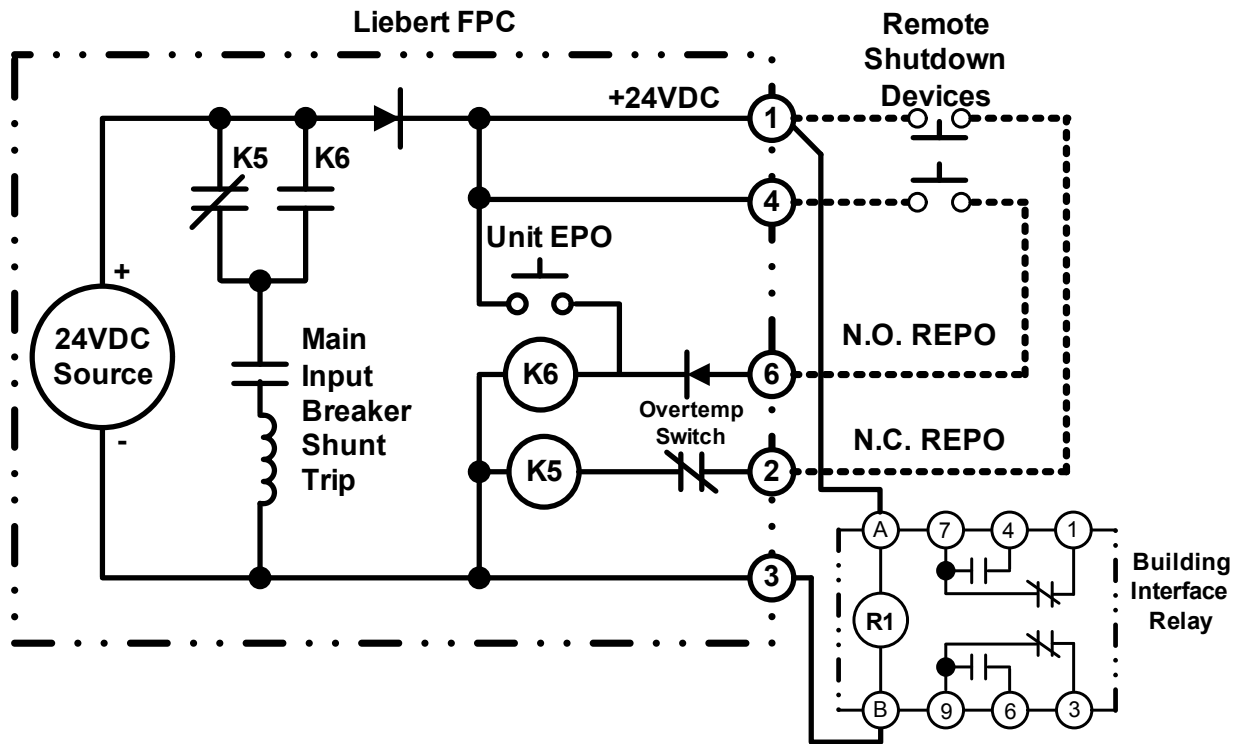 Liebert FPC
Remote
Shutdown
Devices
+24VDC
1
K5
K6
4
Unit EPO
+
24VDC
Source
-
Main
Input
Breaker
Shunt
Trip
K6
6
N.O. REPO
Overtemp
Switch
N.C. REPO
K5
2
3
A
7
4
1
R1
Building
Interface
Relay
B
9
6
3